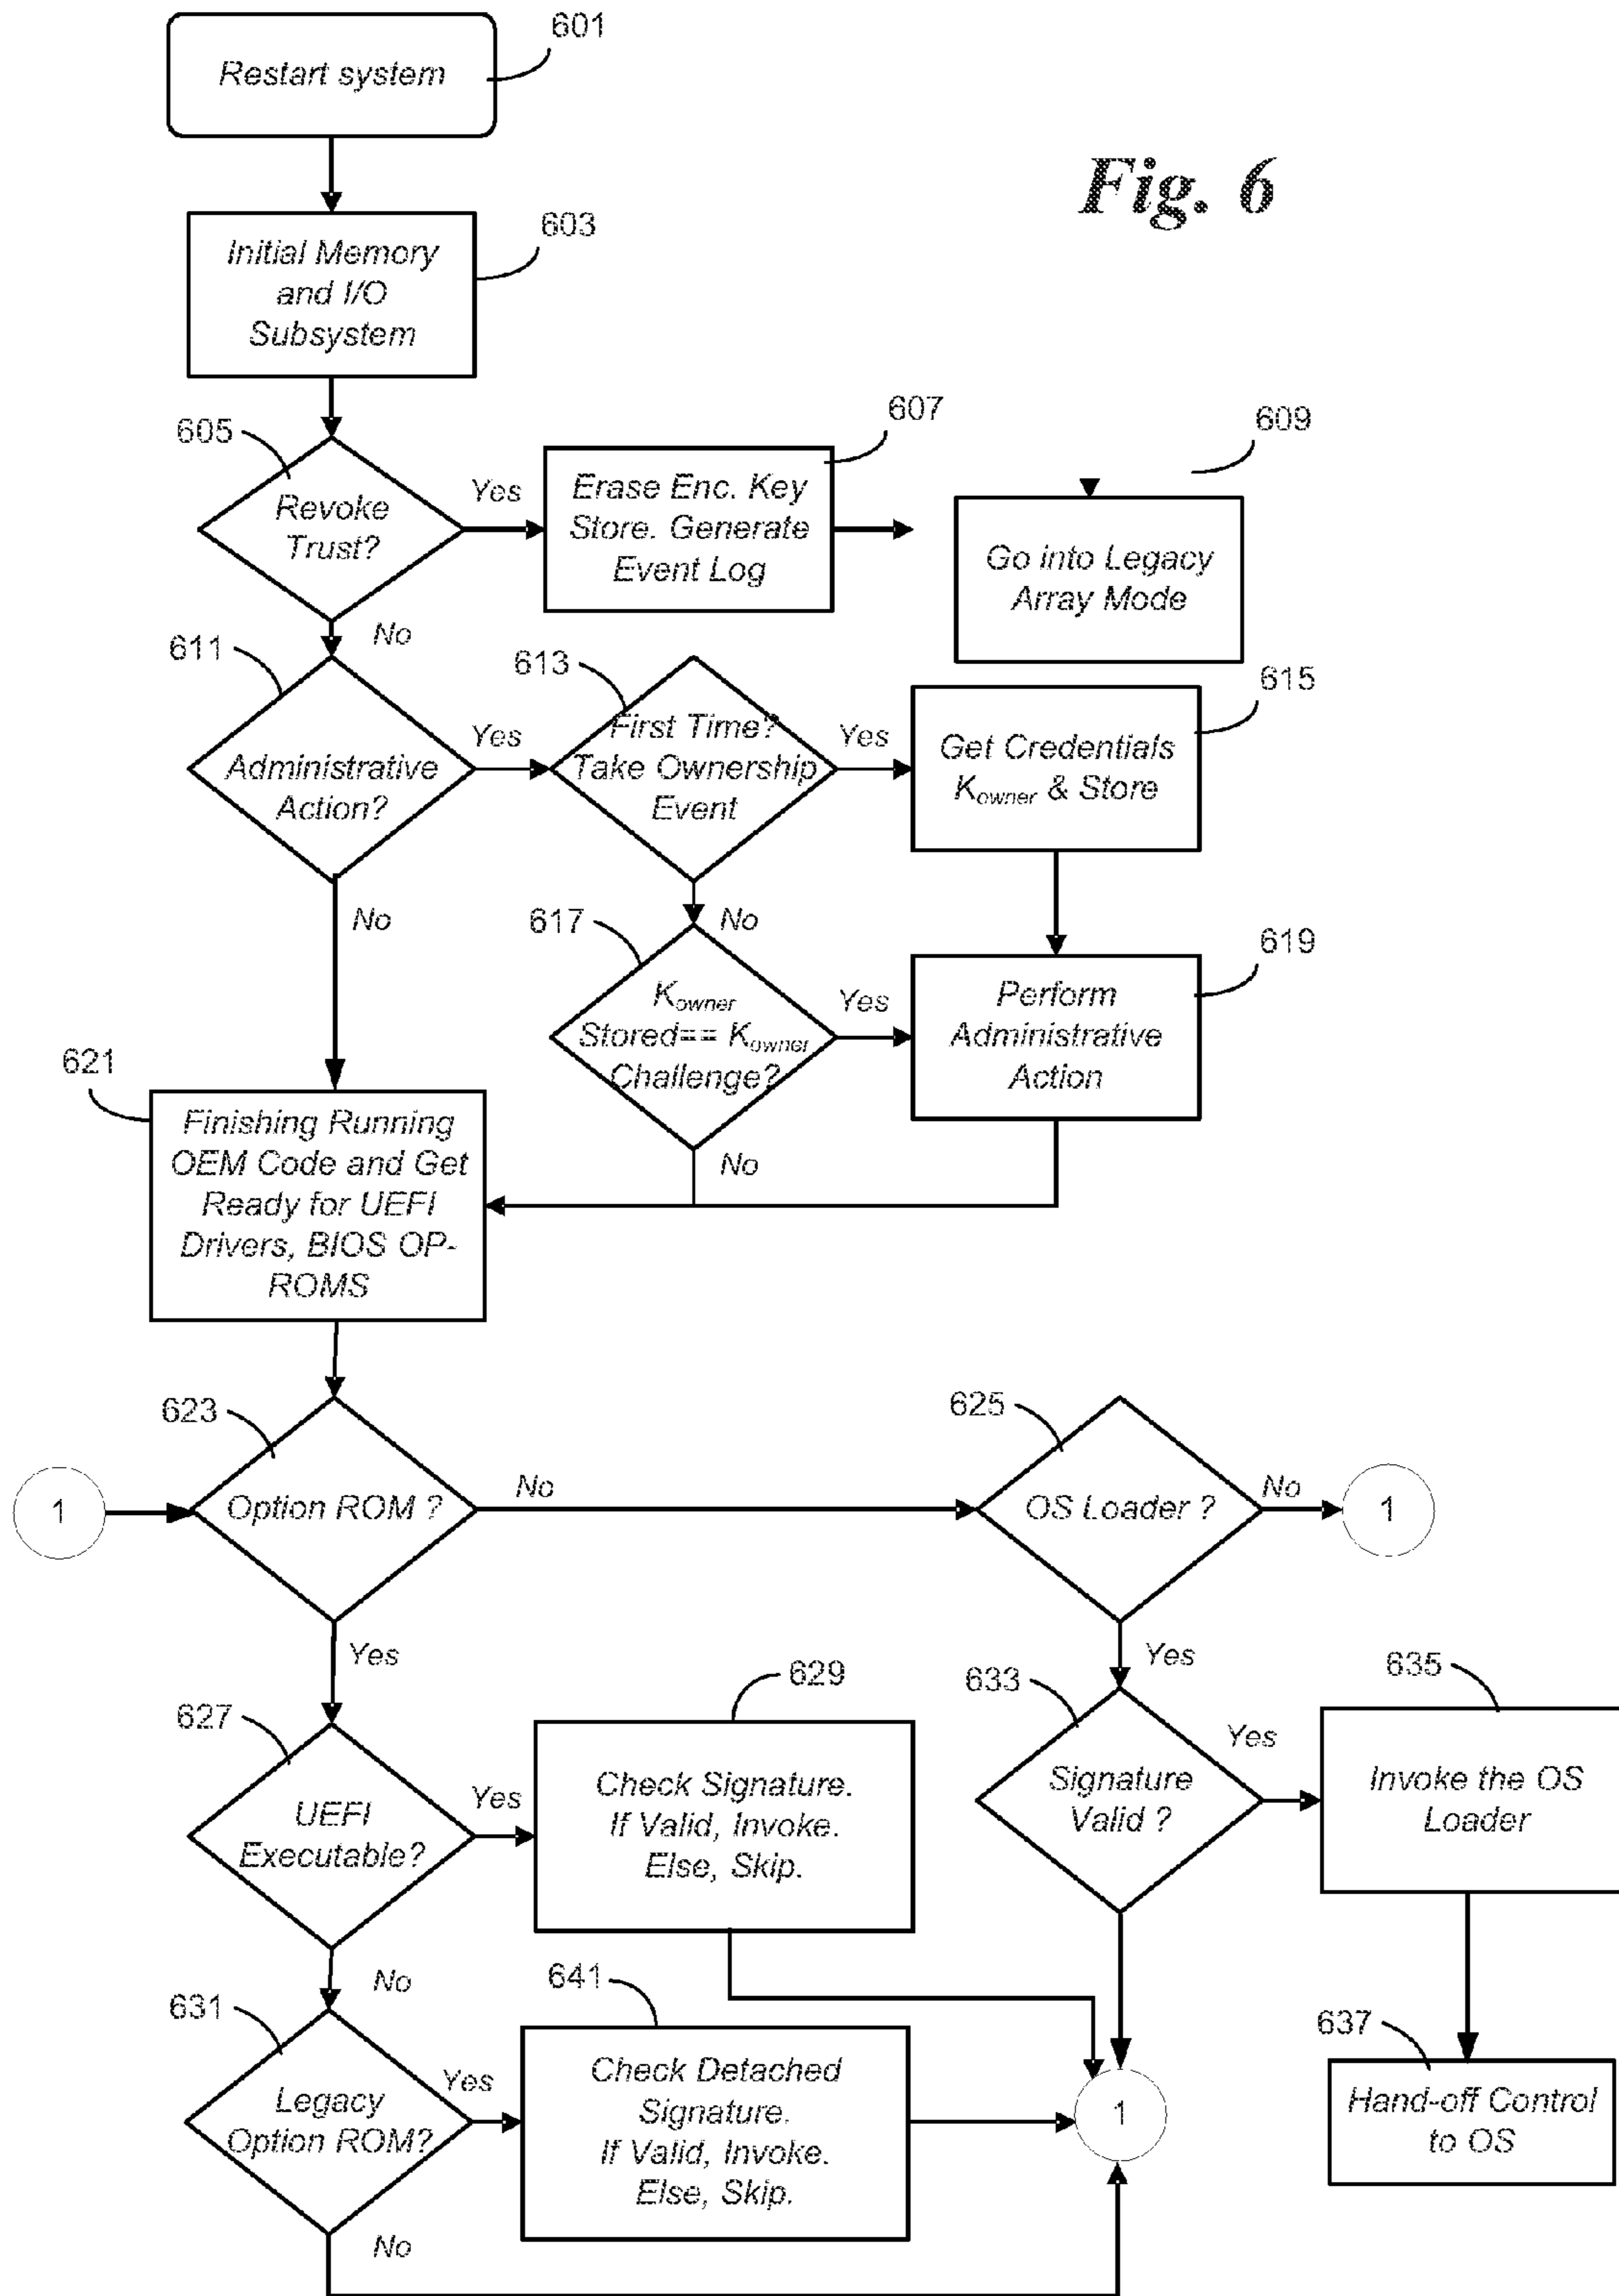 601
Restart system
Fig. 6
603
Initial Memory
and I/O
Subsystem
605
Revoke
Trust?
Yes
No
607
Erase Enc. Key
Store. Generate
Event Log
609
Go into Legacy
Array Mode
611
Administrative
Action?
Yes
No
613
First Time?
Take Ownership
Event
Yes
No
615
Get Credentials
Kowner & Store
617
Kowner
Stored== Kowner
Challenge?
Yes
No
619
Perform
Administrative
Action
621
Finishing Running
OEM Code and Get
Ready for UEFI
Drivers, BIOS OP-
ROMS
1
623
Option ROM ?
No
Yes
625
OS Loader ?
No
1
Yes
627
UEFI
Executable?
Yes
No
629
Check Signature.
If Valid, Invoke.
Else, Skip.
633
Signature
Valid ?
Yes
635
Invoke the OS
Loader
631
Legacy
Option ROM?
Yes
No
641
Check Detached
Signature.
If Valid, Invoke.
Else, Skip.
1
637
Hand-off Control
to OS